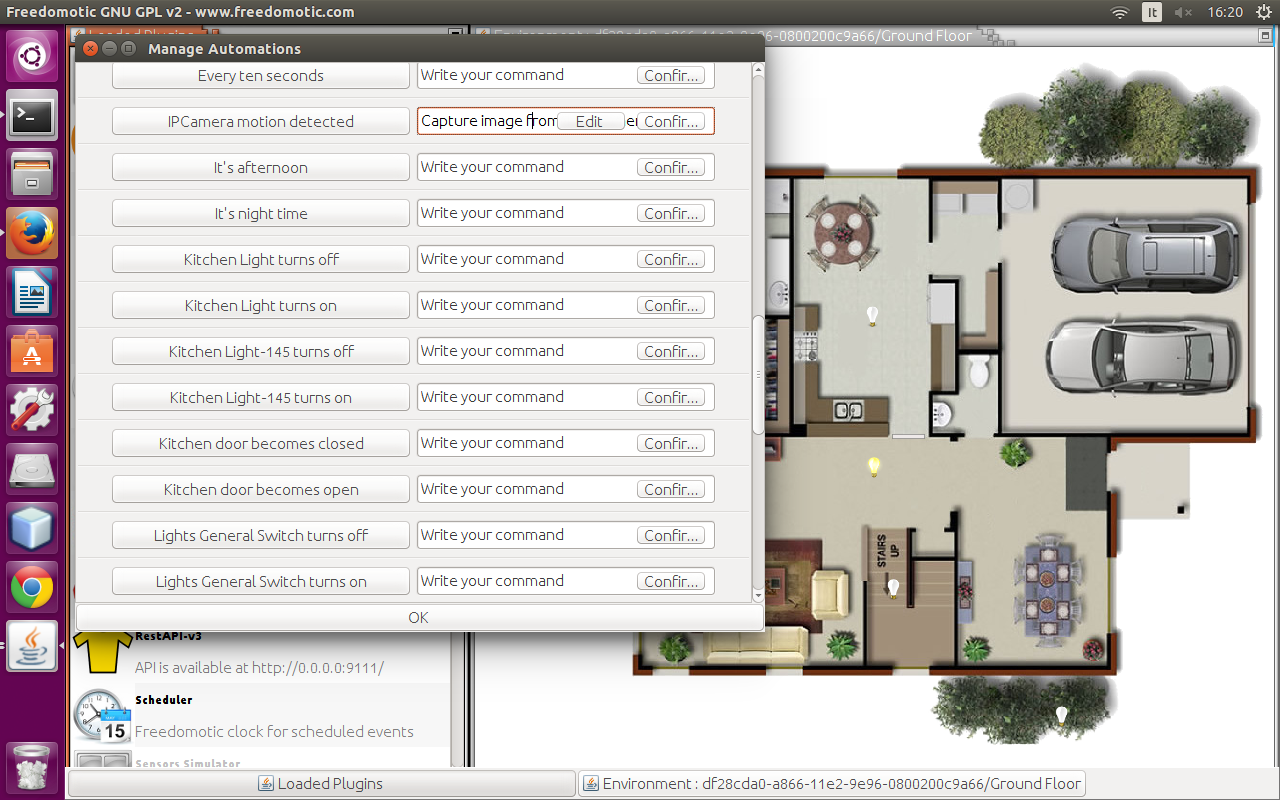 Freedomotic GNU GPL v2 - www.freedomotic.com
It
16:20
Environment : df28cda0-a866-11e2-9e96-0800200c9a66/Ground Floor
Manage Automations
Every ten seconds
Write your command
Confir...
IPCamera motion detected
Capture image from
Edit
Confir...
It's afternoon
Write your command
Confir...
It's night time
Write your command
Confir...
Kitchen Light turns off
Write your command
Confir...
Kitchen Light turns on
Write your command
Confir...
Kitchen Light-145 turns off
Write your command
Confir...
Kitchen Light-145 turns on
Write your command
Confir...
Kitchen door becomes closed
Write your command
Confir...
Kitchen door becomes open
Write your command
Confir...
Lights General Switch turns off
Write your command
Confir...
Lights General Switch turns on
Write your command
Confir...
OK
STAIRS
UP
RestAPI-v3
API is available at http://0.0.0.0:9111/
Scheduler
15
Freedomotic clock for scheduled events
Sensors Simulator
Loaded Plugins
Environment : df28cda0-a866-11e2-9e96-0800200c9a66/Ground Floor